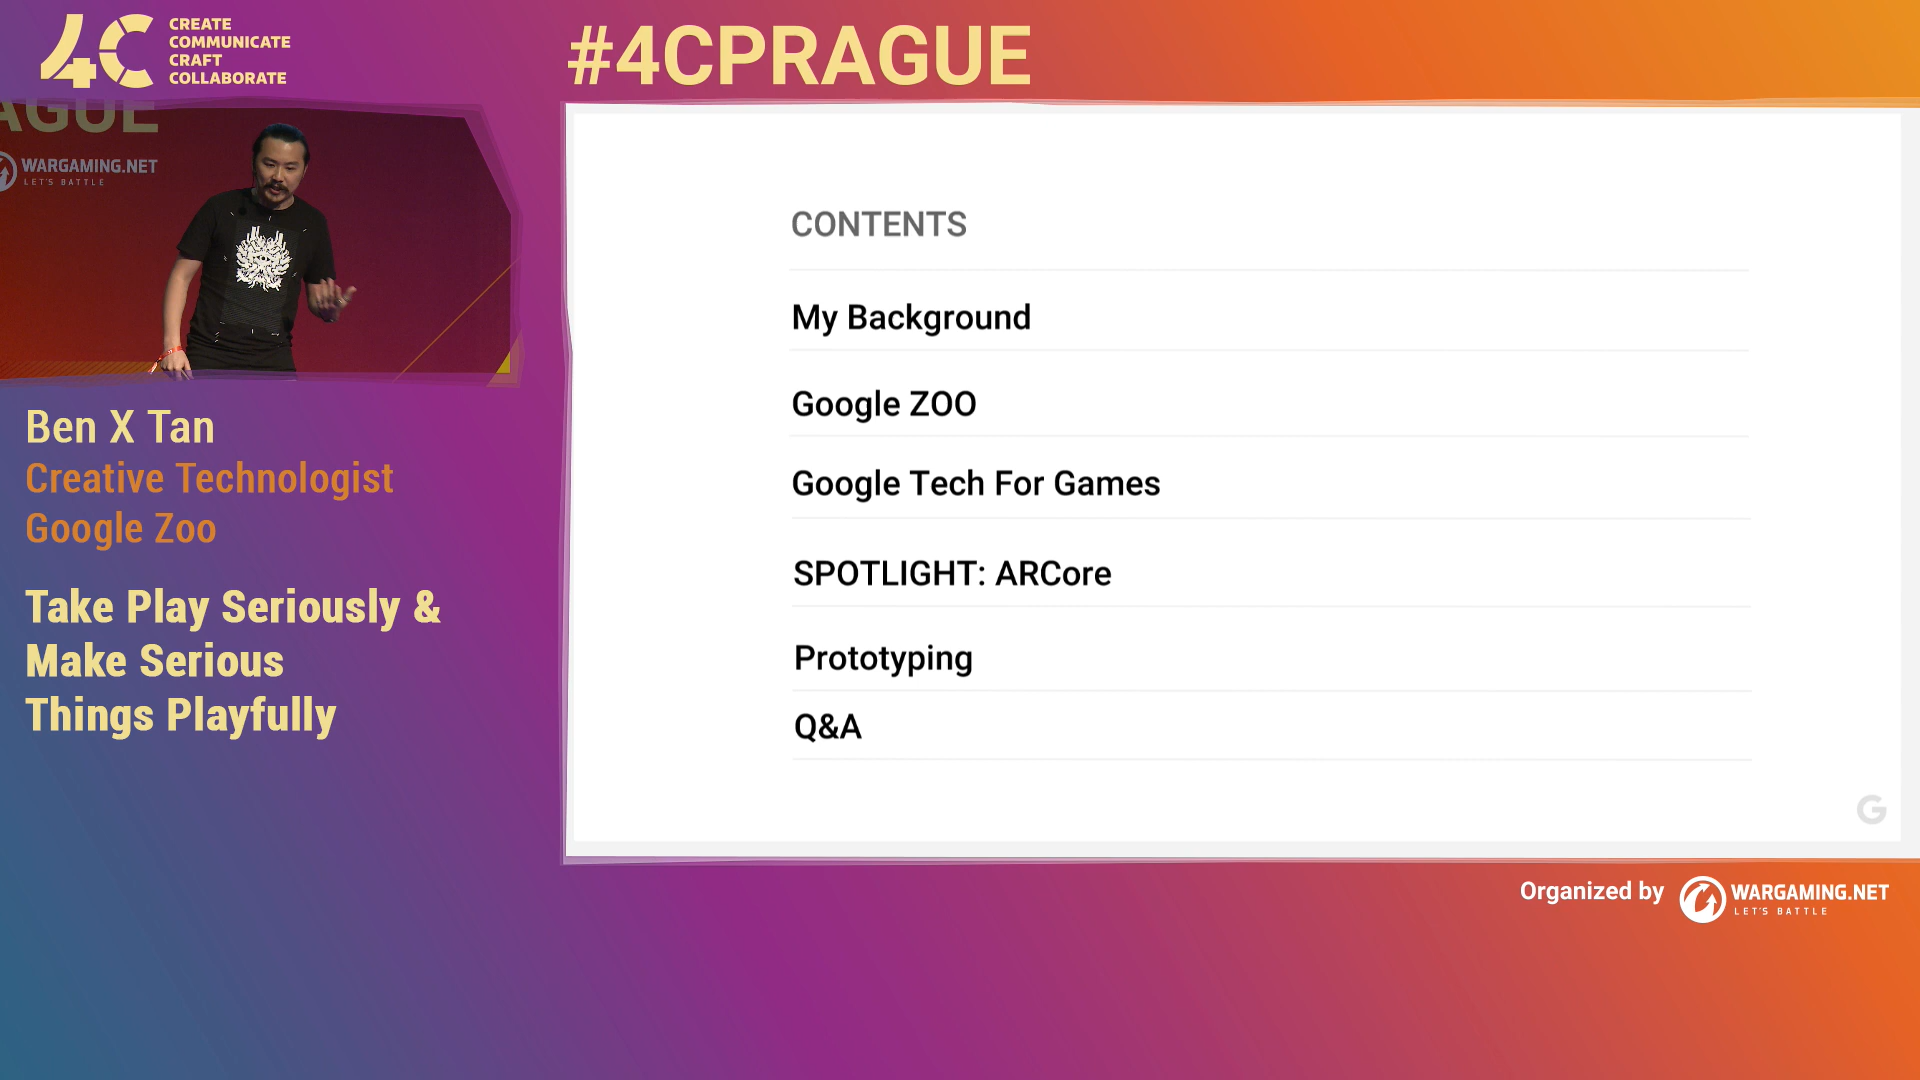 4C
CREATE
COMMUNICATE
CRAFT
COLLABORATE
#4CPRAGUE
AGUE
WARGAMING.NET
LET'S BATTLE
Ben X Tan
Creative Technologist
Google Zoo
Take Play Seriously &
Make Serious
Things Playfully
CONTENTS
My Background
Google ZOO
Google Tech For Games
SPOTLIGHT: ARCore
Prototyping
Q&A
G
Organized by
WARGAMING.NET
LET'S BATTLE